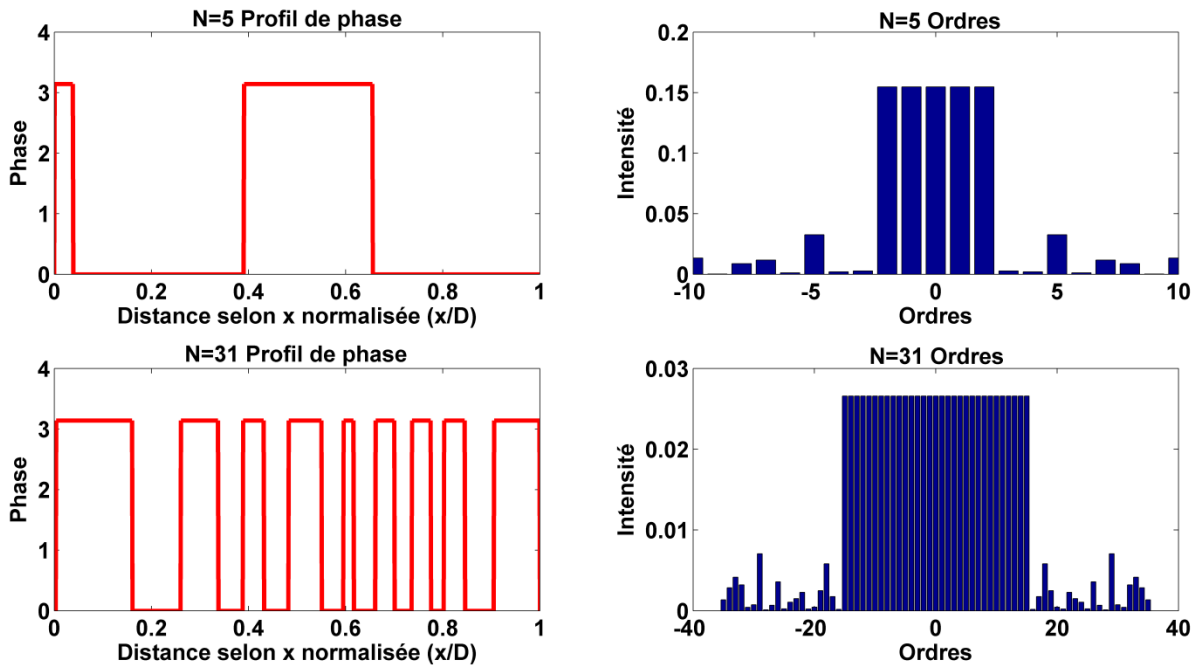 N=5 Profil de phase
4
3
2
1
0
Phase
0 0.2 0.4 0.6 0.8 1
Distance selon x normalisée (x/D)
N=5 Ordres
0.2
0.15
0.1
0.05
0
Intensité
-10 -5 0 5 10
Ordres
N=31 Profil de phase
4
3
2
1
0
Phase
0 0.2 0.4 0.6 0.8 1
Distance selon x normalisée (x/D)
N=31 Ordres
0.03
0.02
0.01
0
Intensité
-40 -20 0 20 40
Ordres